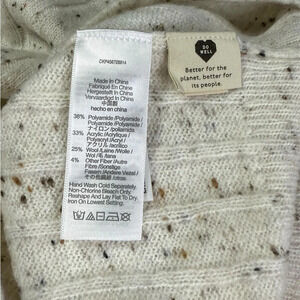 Made In China
Fabriqué En Chine
Hergestellt In China
Vervaardigd In China
中国製
hecho en china
36% Polyamide/Polyamide/
Polyamid/Polyamide/
ナイロン/poliamida
33% Acrylic/Acrylique/
Polyacryl/Acryl/
アクリル/acrílico
25% Wool/Laine/Wolle/
Wol/毛/lana
4% Other Fiber/Autre
Fibre/Sonstige
Fasern/Andere Vezel/
その他繊維/otras
Hand Wash Cold Separately.
Non-Chlorine Bleach Only.
Reshape And Lay Flat To Dry.
Iron On Lowest Setting.
DO
WELL
Better for the
planet, better for
its people.